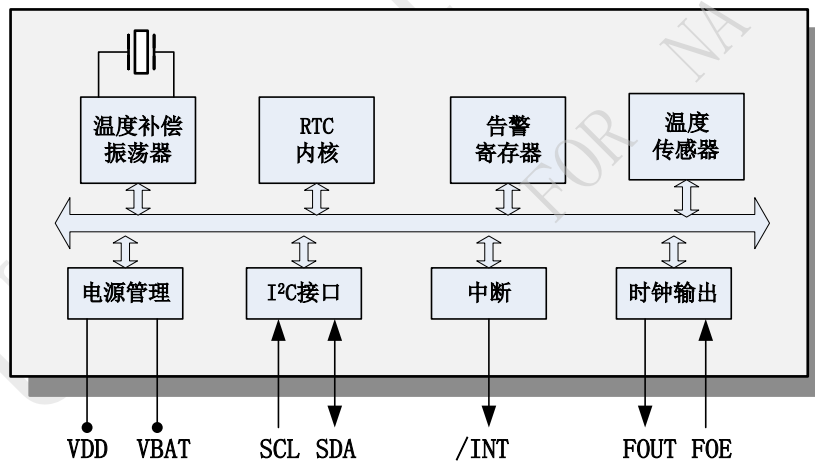 温度补偿
振荡器
RTC
内核
告警
寄存器
温度
传感器
电源管理
I²C接口
中断
时钟输出
VDD VBAT SCL SDA /INT FOUT FOE
FOR NA